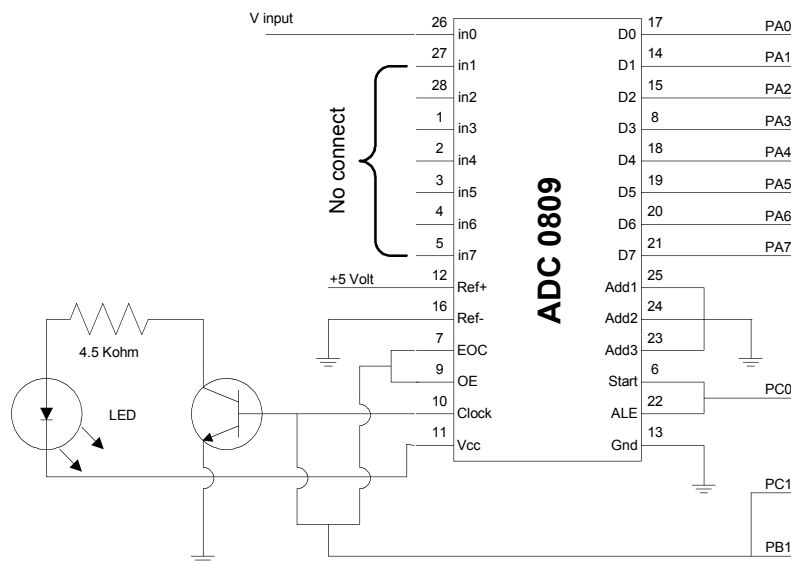 V input
26
in0
27
in1
28
in2
1
in3
2
in4
3
in5
4
in6
5
in7
No connect
+5 Volt
12
Ref+
16
Ref-
7
EOC
9
OE
10
Clock
11
Vcc
ADC 0809
D0
17
PA0
D1
14
PA1
D2
15
PA2
D3
8
PA3
D4
18
PA4
D5
19
PA5
D6
20
PA6
D7
21
PA7
Add1
25
Add2
24
Add3
23
Start
6
ALE
22
PC0
Gnd
13
PC1
PB1
4.5 Kohm
LED